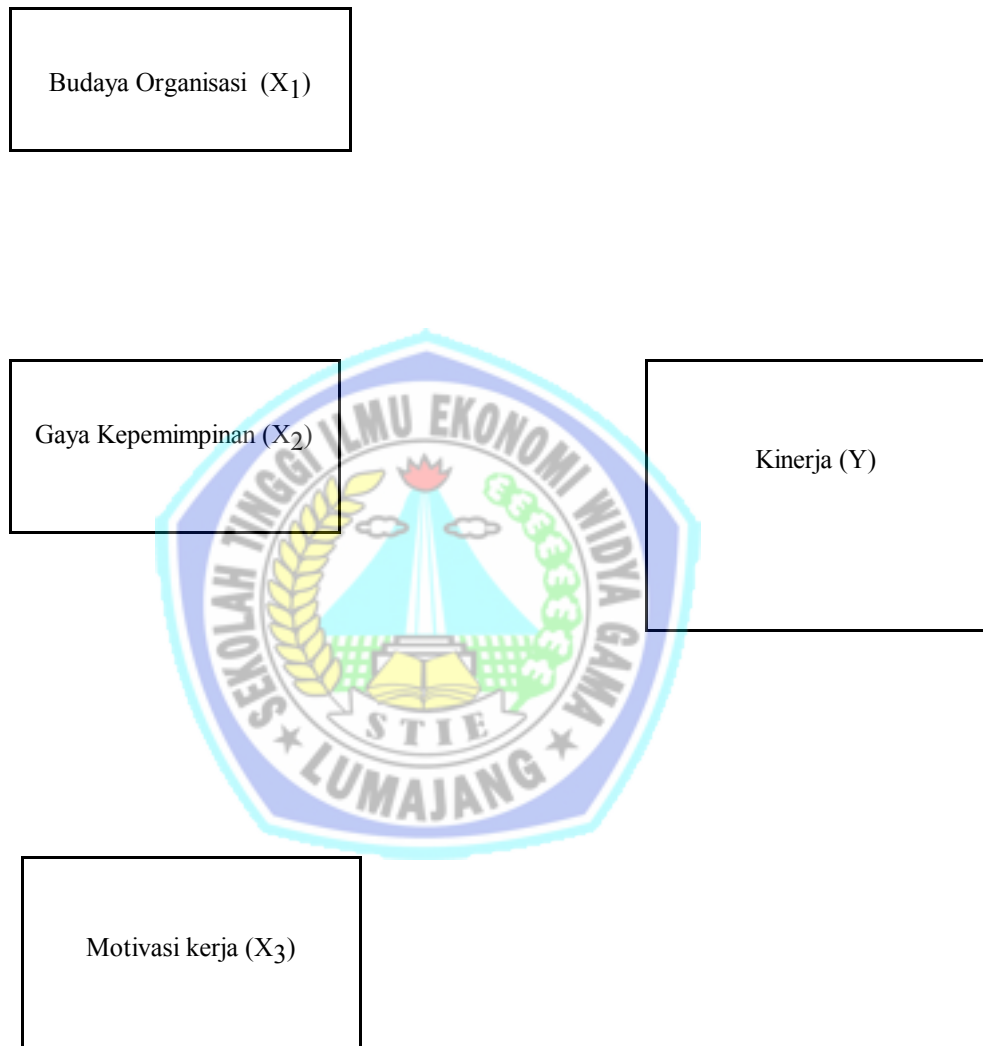 Budaya Organisasi (X1)
Gaya Kepemimpinan (X2)
Kinerja (Y)
SEKOLAH TINGGI ILMU EKONOMI WIDYA GAMA
STIE
★ LUMAJANG ★
Motivasi kerja (X3)